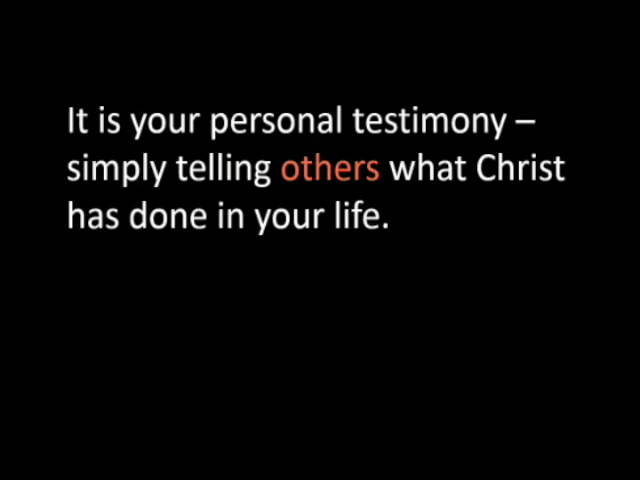 It is your personal testimony –
simply telling others what Christ
has done in your life.